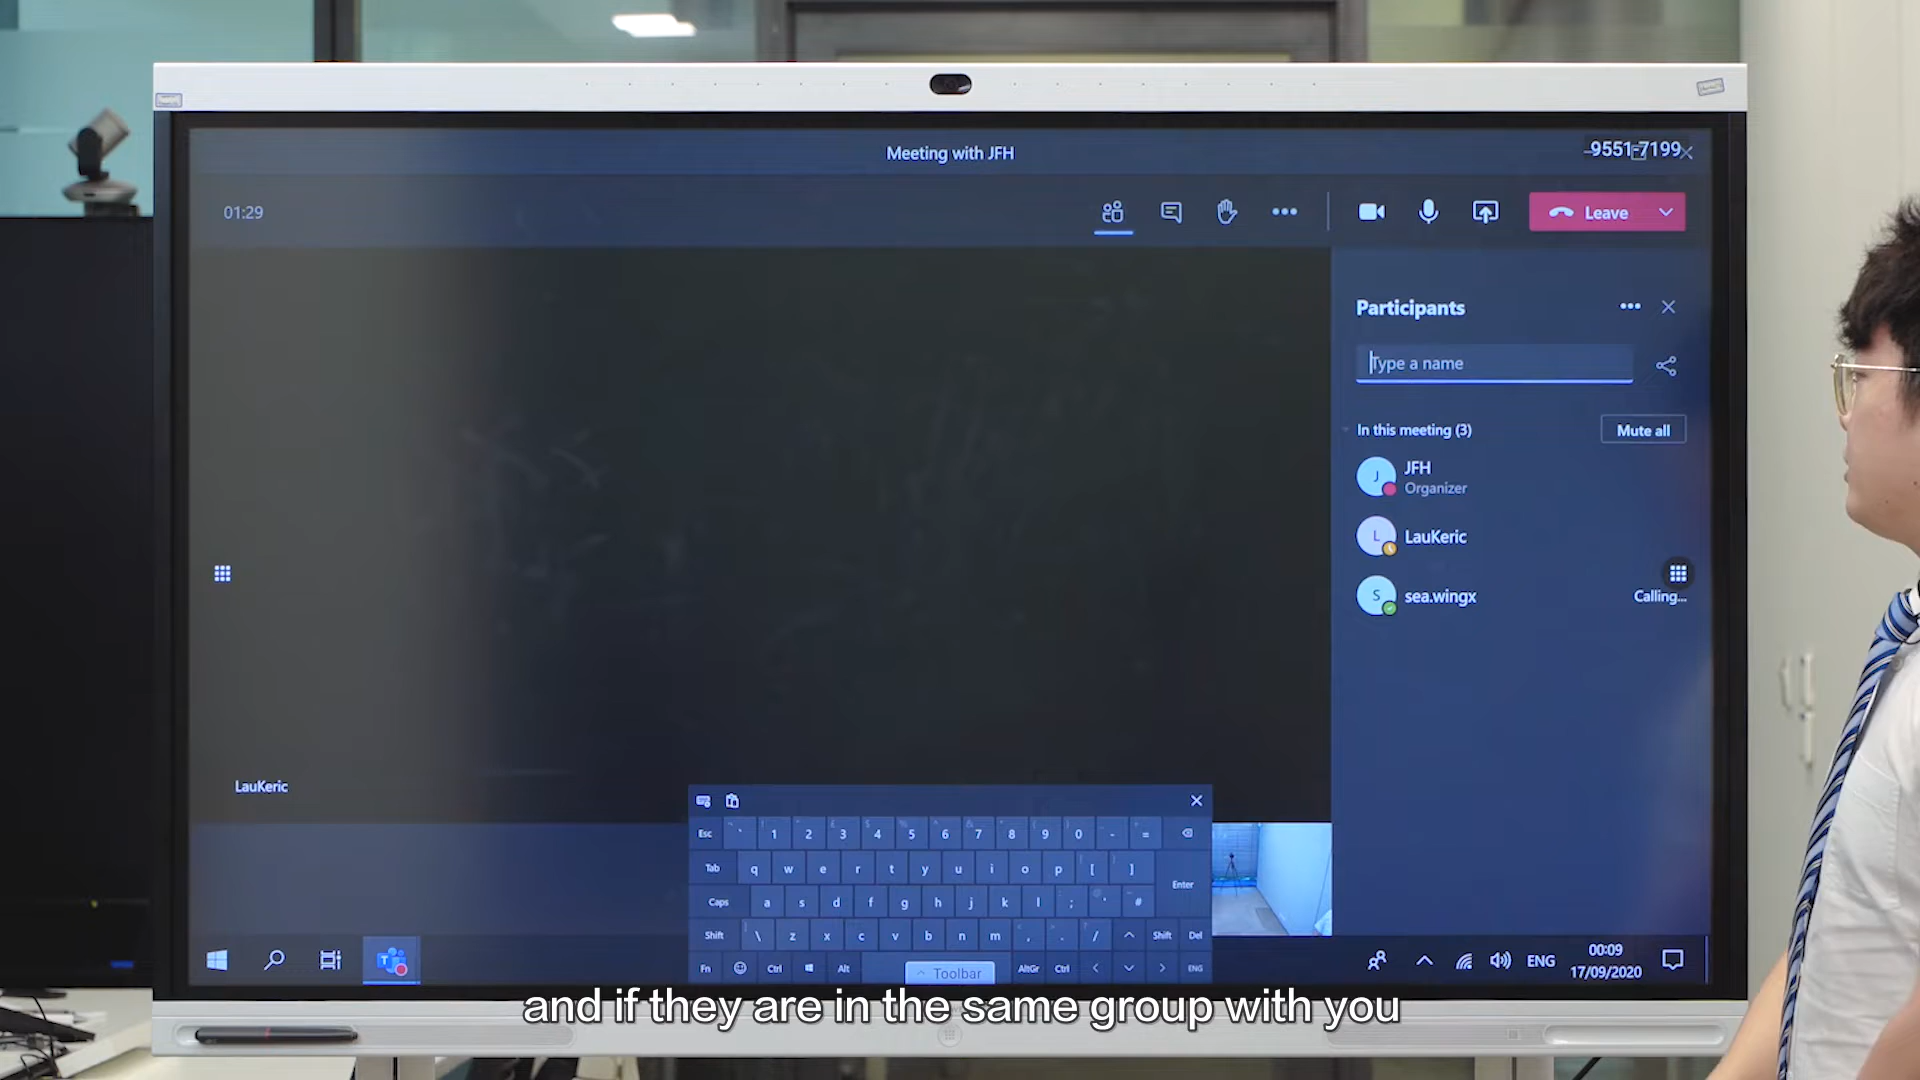 Meeting with JFH
9551-7199
01:29
Leave
Participants
Type a name
In this meeting (3)
Mute all
J
JFH
Organizer
L
LauKeric
S
sea.wingx
Calling...
LauKeric
Esc ` 1 2 3 4 5 6 7 8 9 0 - =
Tab q w e r t y u i o p [ ]
Enter
Caps a s d f g h j k l ; ' #
Shift \ z x c v b n m , . / Shift Del
Fn Ctrl Alt AltGr Ctrl ENG
Toolbar
T
ENG
00:09
17/09/2020
and if they are in the same group with you